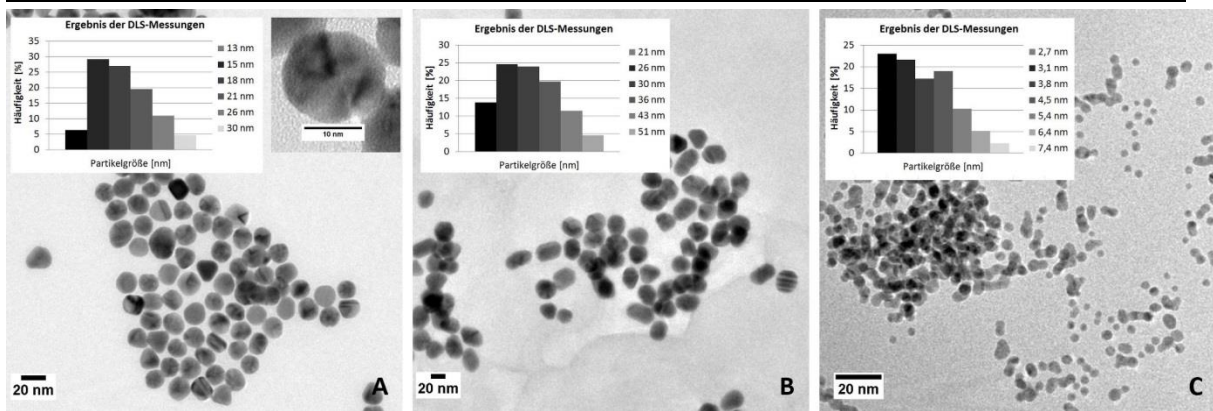 Ergebnis der DLS-Messungen
35
30
25
20
15
10
5
0
Häufigkeit [%]
Partikelgröße [nm]
13 nm
15 nm
18 nm
21 nm
26 nm
30 nm
10 nm
20 nm
A
Ergebnis der DLS-Messungen
30
25
20
15
10
5
0
Häufigkeit [%]
Partikelgröße [nm]
21 nm
26 nm
30 nm
36 nm
43 nm
51 nm
20 nm
B
Ergebnis der DLS-Messungen
25
20
15
10
5
0
Häufigkeit [%]
Partikelgröße [nm]
2,7 nm
3,1 nm
3,8 nm
4,5 nm
5,4 nm
6,4 nm
7,4 nm
20 nm
C